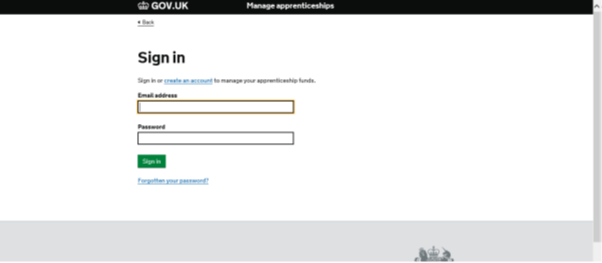 GOV.UK Manage apprenticeships
Back
Sign in
Sign in or create an account to manage your apprenticeship funds.
Email address
Password
Sign in
Forgotten your password?